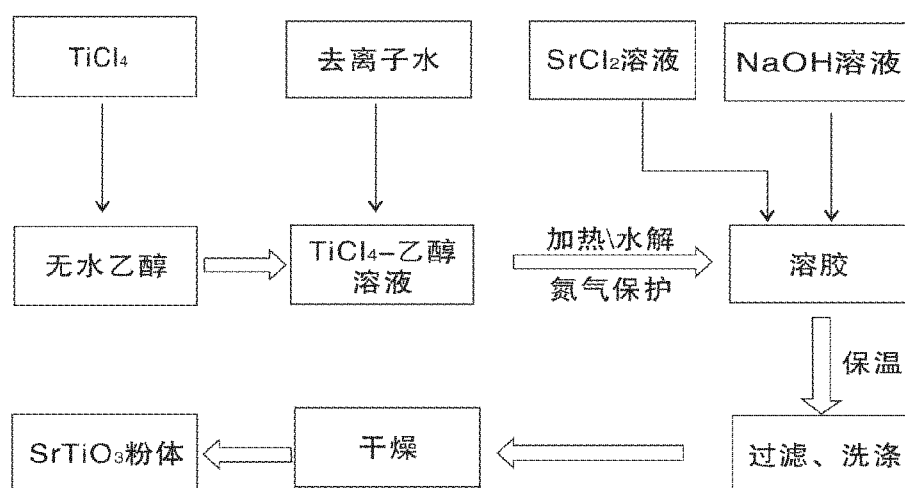 TiCl₄
去离子水
SrCl₂溶液
NaOH溶液
无水乙醇
TiCl₄-乙醇
溶液
加热\水解
氮气保护
溶胶
保温
SrTiO₃粉体
干燥
过滤、洗涤